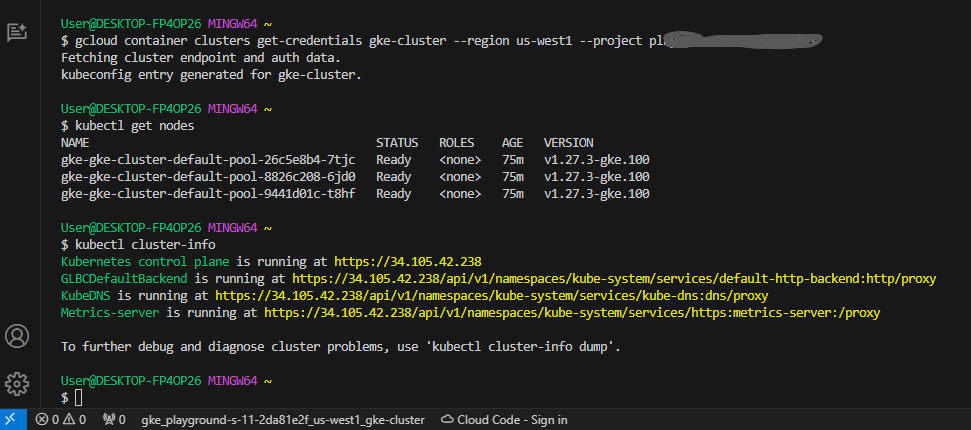 User@DESKTOP-FP4OP26 MINGW64 ~
$ gcloud container clusters get-credentials gke-cluster --region us-west1 --project
Fetching cluster endpoint and auth data.
kubeconfig entry generated for gke-cluster.
User@DESKTOP-FP4OP26 MINGW64 ~
$ kubectl get nodes
NAME STATUS ROLES AGE VERSION
gke-gke-cluster-default-pool-26c5e8b4-7tjc Ready <none> 75m v1.27.3-gke.100
gke-gke-cluster-default-pool-8826c208-6jd0 Ready <none> 75m v1.27.3-gke.100
gke-gke-cluster-default-pool-9441d01c-t8hf Ready <none> 75m v1.27.3-gke.100
User@DESKTOP-FP4OP26 MINGW64 ~
$ kubectl cluster-info
Kubernetes control plane is running at https://34.105.42.238
GLBCDefaultBackend is running at https://34.105.42.238/api/v1/namespaces/kube-system/services/default-http-backend:http/proxy
KubeDNS is running at https://34.105.42.238/api/v1/namespaces/kube-system/services/kube-dns:dns/proxy
Metrics-server is running at https://34.105.42.238/api/v1/namespaces/kube-system/services/https:metrics-server:/proxy
To further debug and diagnose cluster problems, use 'kubectl cluster-info dump'.
User@DESKTOP-FP4OP26 MINGW64 ~
$
0 0 0 gke_playground-s-11-2da81e2f_us-west1_gke-cluster Cloud Code - Sign in